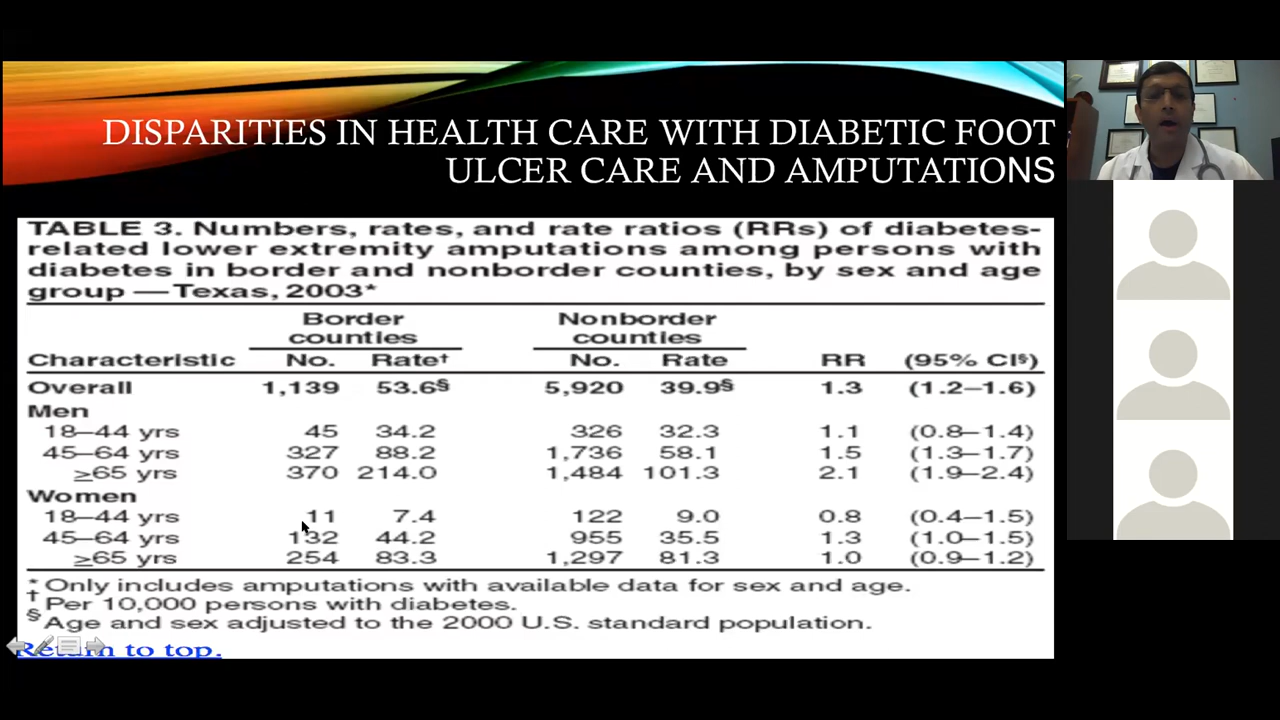 DISPARITIES IN HEALTH CARE WITH DIABETIC FOOT
ULCER CARE AND AMPUTATIONS
TABLE 3. Numbers, rates, and rate ratios (RRs) of diabetes-
related lower extremity amputations among persons with
diabetes in border and nonborder counties, by sex and age
group — Texas, 2003*
Border Nonborder
counties counties
Characteristic No. Rate† No. Rate RR (95% CI§)
Overall 1,139 53.6§ 5,920 39.9§ 1.3 (1.2–1.6)
Men
18–44 yrs 45 34.2 326 32.3 1.1 (0.8–1.4)
45–64 yrs 327 88.2 1,736 58.1 1.5 (1.3–1.7)
≥65 yrs 370 214.0 1,484 101.3 2.1 (1.9–2.4)
Women
18–44 yrs 11 7.4 122 9.0 0.8 (0.4–1.5)
45–64 yrs 132 44.2 955 35.5 1.3 (1.0–1.5)
≥65 yrs 254 83.3 1,297 81.3 1.0 (0.9–1.2)
* Only includes amputations with available data for sex and age.
† Per 10,000 persons with diabetes.
§ Age and sex adjusted to the 2000 U.S. standard population.
Return to top.